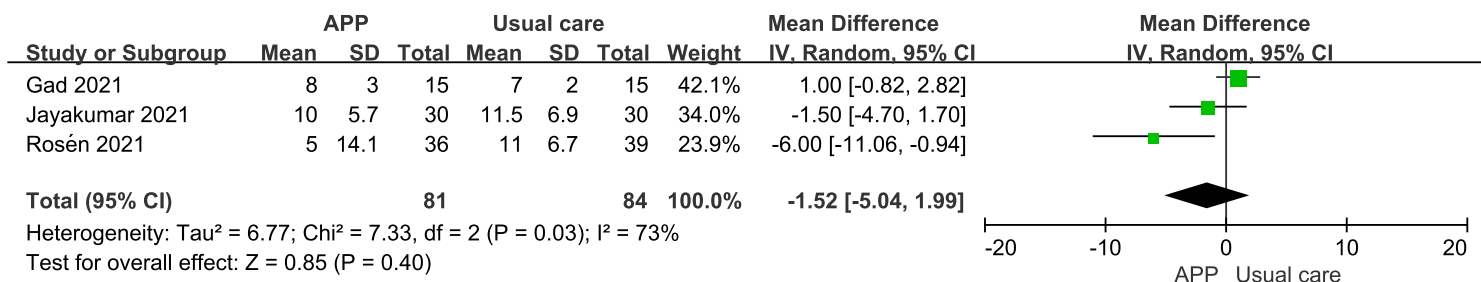 APP Usual care Mean Difference Mean Difference
Study or Subgroup Mean SD Total Mean SD Total Weight IV, Random, 95% CI IV, Random, 95% CI
Gad 2021 8 3 15 7 2 15 42.1% 1.00 [-0.82, 2.82]
Jayakumar 2021 10 5.7 30 11.5 6.9 30 34.0% -1.50 [-4.70, 1.70]
Rosén 2021 5 14.1 36 11 6.7 39 23.9% -6.00 [-11.06, -0.94]
Total (95% CI) 81 84 100.0% -1.52 [-5.04, 1.99]
Heterogeneity: Tau² = 6.77; Chi² = 7.33, df = 2 (P = 0.03); I² = 73%
Test for overall effect: Z = 0.85 (P = 0.40)
-20 -10 0 10 20
APP Usual care